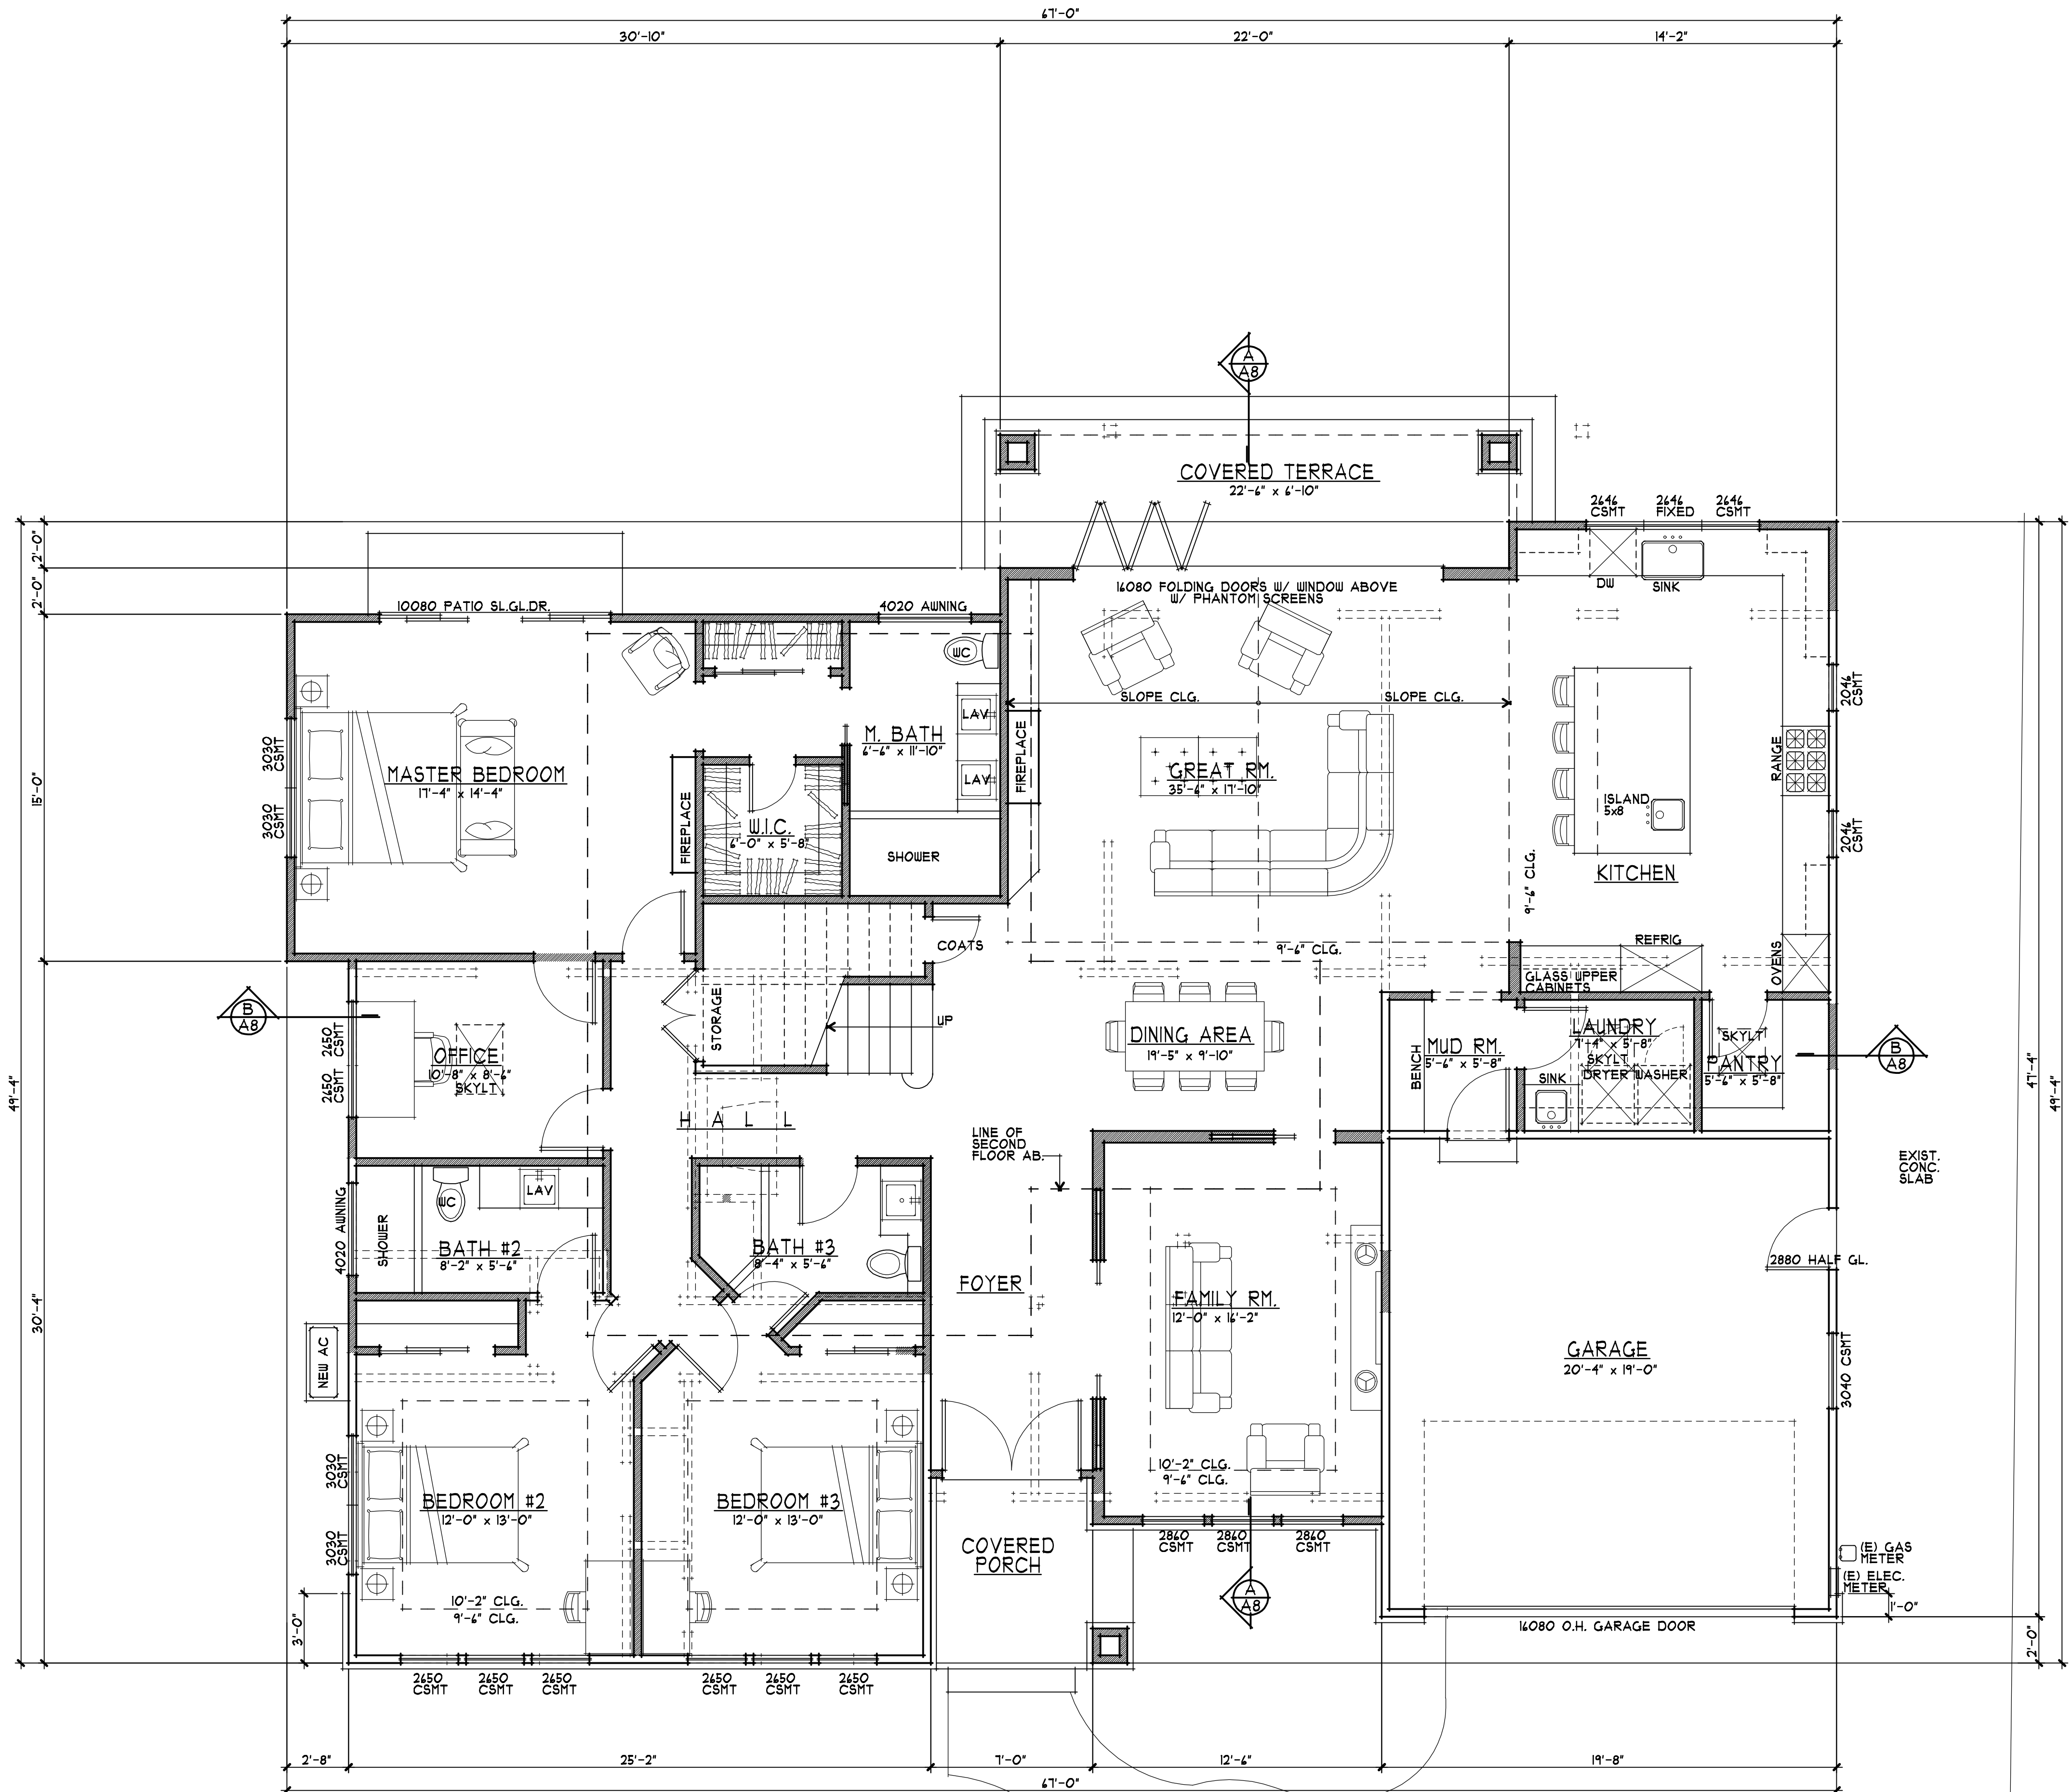 67'-0"
30'-10"
22'-0"
14'-2"
A
A8
COVERED TERRACE
22'-6" x 6'-10"
2646
CSMT
2646
FIXED
2646
CSMT
2'-0"
2'-0"
15'-0"
49'-4"
30'-4"
10080 PATIO SL.GL.DR.
4020 AWNING
16080 FOLDING DOORS W/ WINDOW ABOVE
W/ PHANTOM SCREENS
DW
SINK
WC
LAV
LAV
M. BATH
6'-6" x 11'-10"
SHOWER
SLOPE CLG.
SLOPE CLG.
FIREPLACE
2046
CSMT
3030
CSMT
3030
CSMT
MASTER BEDROOM
17'-4" x 14'-4"
FIREPLACE
W.I.C.
6'-0" x 5'-8"
GREAT RM.
35'-6" x 17'-10"
ISLAND
5x8
RANGE
2046
CSMT
KITCHEN
9'-6" CLG.
COATS
9'-6" CLG.
REFRIG
OVENS
GLASS UPPER
CABINETS
B
A8
2650
CSMT
2650
CSMT
OFFICE
10'-8" x 8'-6"
SKYLT
STORAGE
UP
DINING AREA
19'-5" x 9'-10"
BENCH
MUD RM.
5'-6" x 5'-8"
LAUNDRY
7'-4" x 5'-8"
SKYLT
DRYER
WASHER
SINK
SKYLT
PANTRY
5'-6" x 5'-8"
B
A8
47'-4"
49'-4"
HALL
LINE OF
SECOND
FLOOR AB.
EXIST.
CONC.
SLAB
4020 AWNING
SHOWER
WC
LAV
BATH #2
8'-2" x 5'-6"
BATH #3
8'-4" x 5'-6"
FOYER
FAMILY RM.
12'-0" x 16'-2"
2880 HALF GL.
GARAGE
20'-4" x 19'-0"
3040 CSMT
NEW AC
3030
CSMT
3030
CSMT
BEDROOM #2
12'-0" x 13'-0"
BEDROOM #3
12'-0" x 13'-0"
10'-2" CLG.
9'-6" CLG.
10'-2" CLG.
9'-6" CLG.
COVERED
PORCH
2860
CSMT
2860
CSMT
2860
CSMT
A
A8
(E) GAS
METER
(E) ELEC.
METER
1'-0"
16080 O.H. GARAGE DOOR
3'-0"
2'-0"
2650
CSMT
2650
CSMT
2650
CSMT
2650
CSMT
2650
CSMT
2650
CSMT
2'-8"
25'-2"
7'-0"
12'-6"
19'-8"
67'-0"